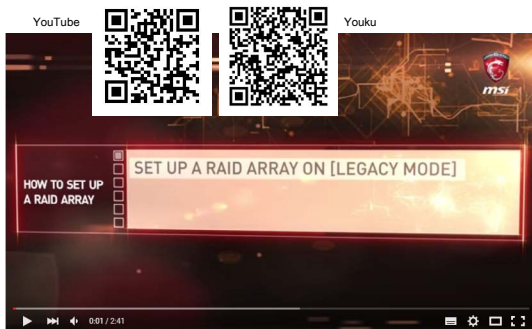 YouTube
Youku
msi
SET UP A RAID ARRAY ON [LEGACY MODE]
HOW TO SET UP
A RAID ARRAY
0:01 / 2:41